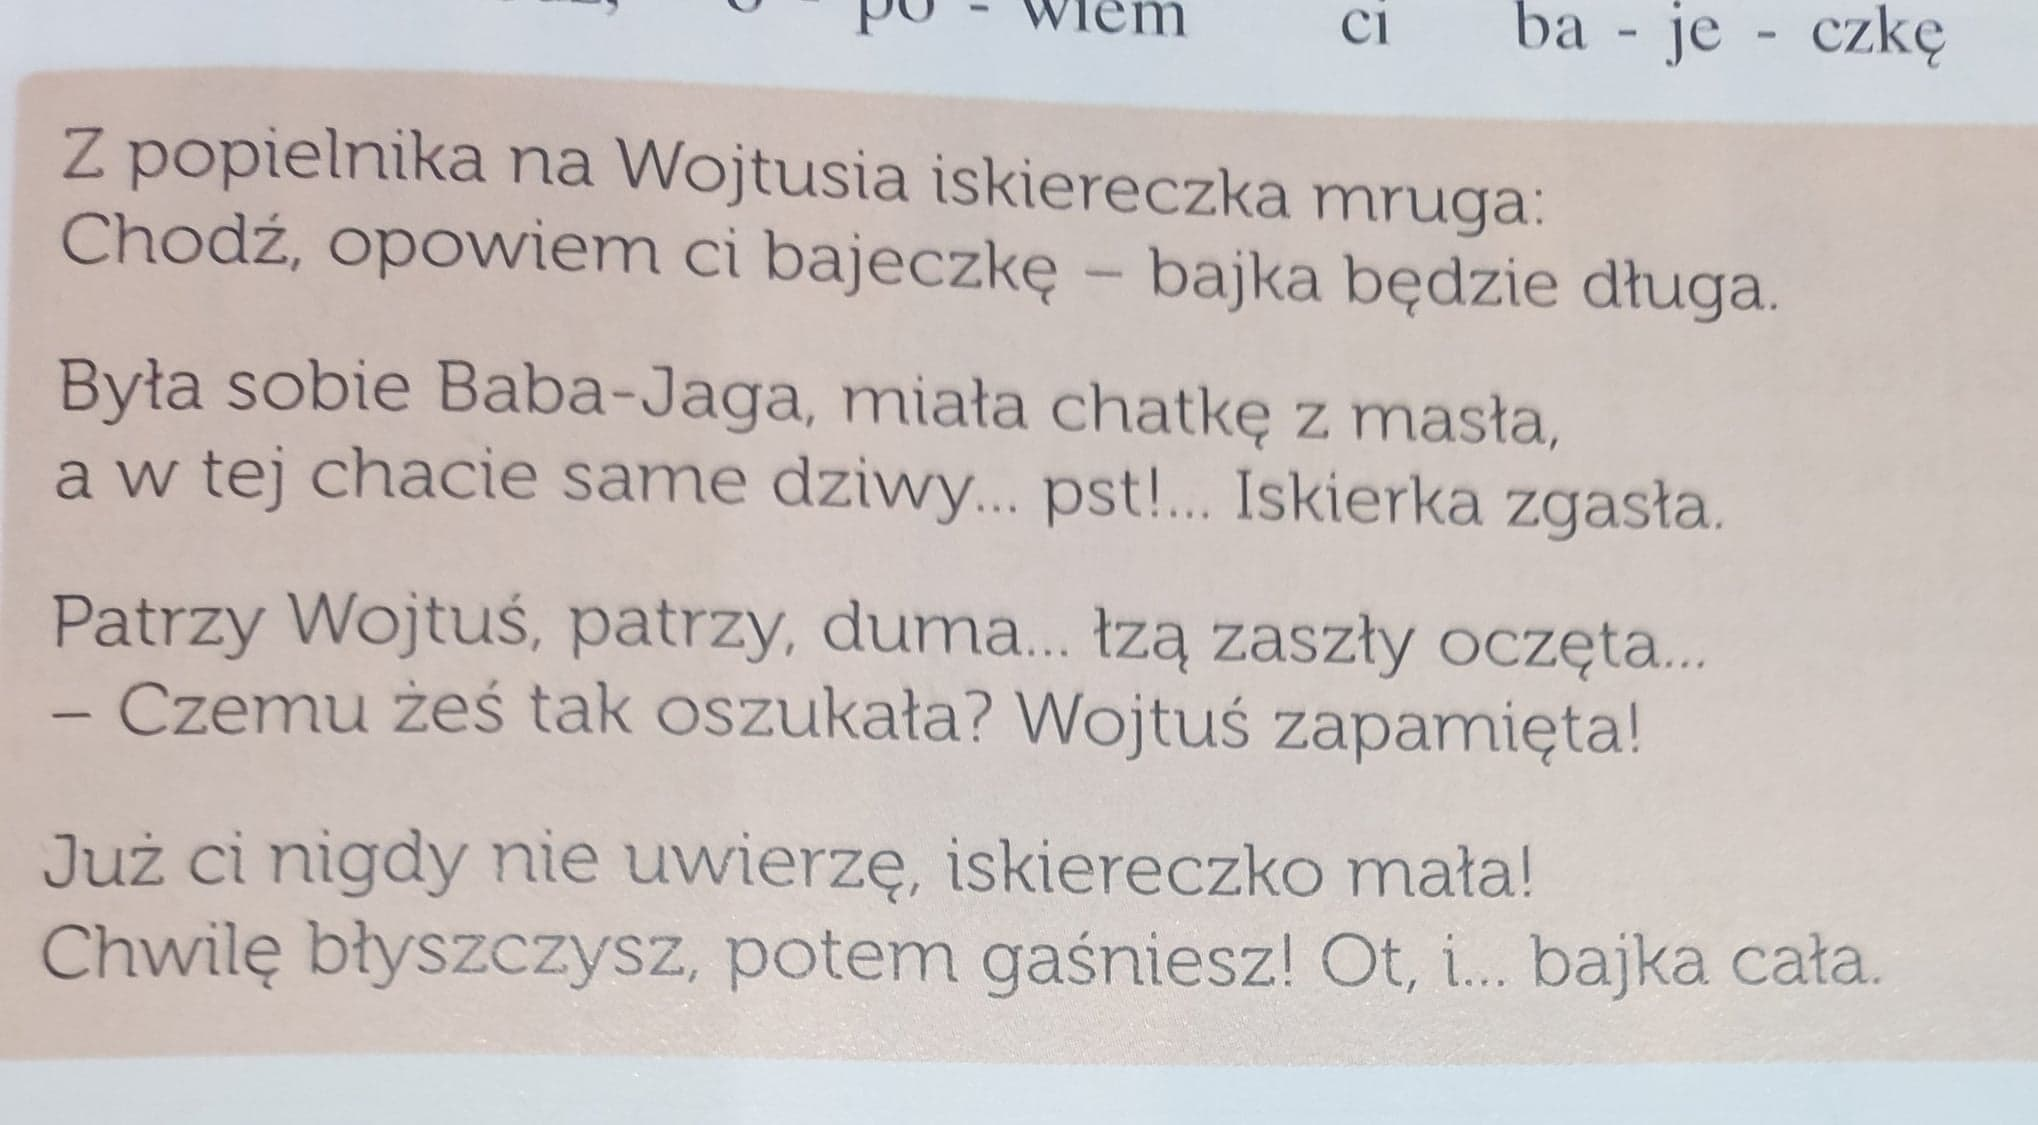 po - wiem ci ba - je - czkę
Z popielnika na Wojtusia iskiereczka mruga:
Chodź, opowiem ci bajeczkę – bajka będzie długa.
Była sobie Baba-Jaga, miała chatkę z masła,
a w tej chacie same dziwy... pst!... Iskierka zgasła.
Patrzy Wojtuś, patrzy, duma... łzą zaszły oczęta...
– Czemu żeś tak oszukała? Wojtuś zapamięta!
Już ci nigdy nie uwierzę, iskiereczko mała!
Chwilę błyszczysz, potem gaśniesz! Ot, i... bajka cała.